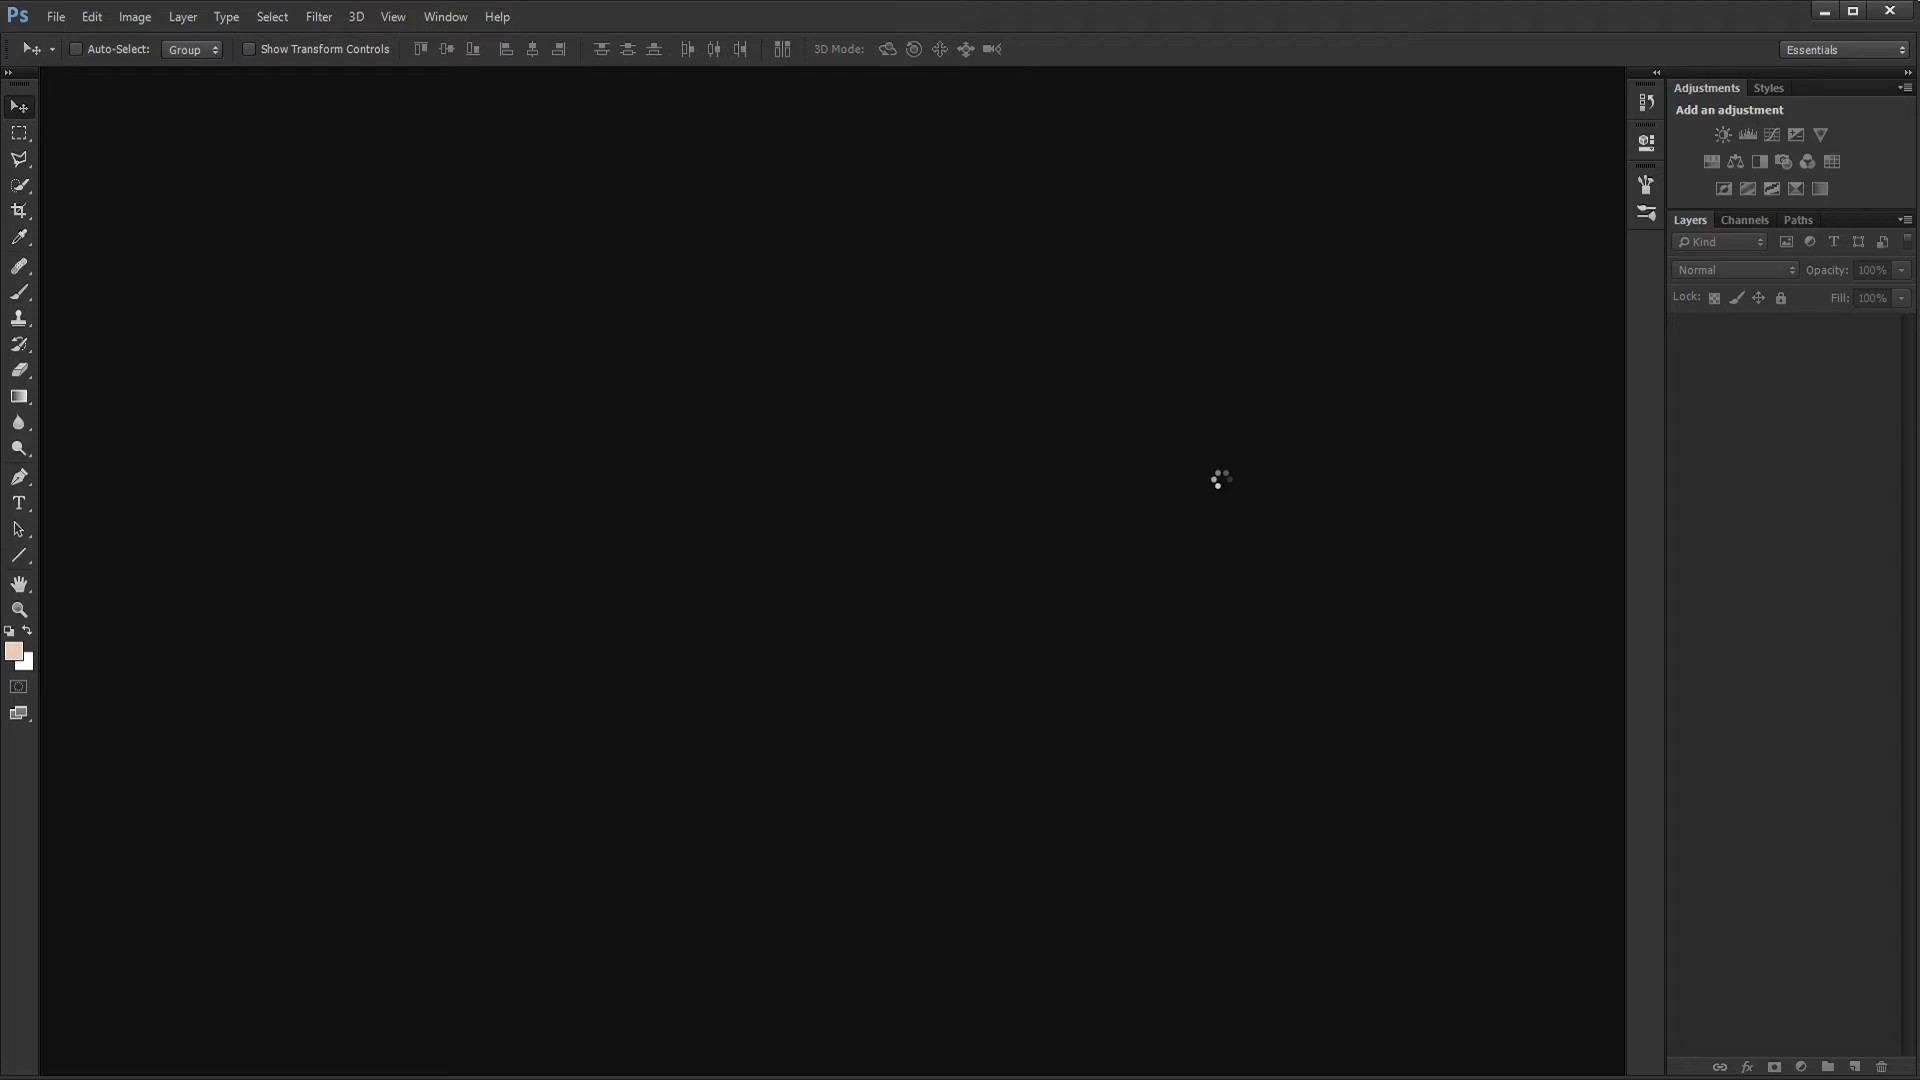 Ps File Edit Image Layer Type Select Filter 3D View Window Help
Auto-Select: Group Show Transform Controls 3D Mode: Essentials
Adjustments Styles
Add an adjustment
Layers Channels Paths
Kind
Normal Opacity: 100%
Lock: Fill: 100%